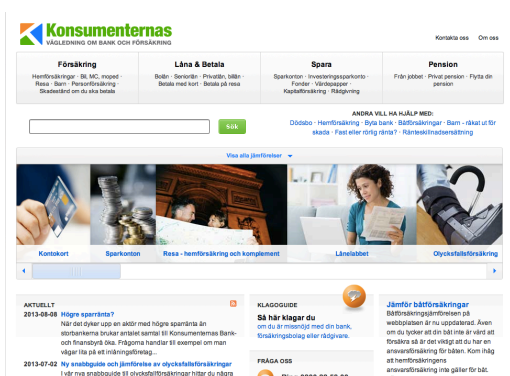 Konsumenternas
VÄGLEDNING OM BANK OCH FÖRSÄKRING
Kontakta oss Om oss
Försäkring
Hemförsäkringar · Bil, MC, moped ·
Resa · Barn · Personförsäkring ·
Skadestånd om du ska betala
Låna & Betala
Bolån · Seniorlån · Privatlån, billån ·
Betala med kort · Betala på resa
Spara
Sparkonton · Investeringssparkonto ·
Fonder · Värdepapper ·
Kapitalförsäkring · Rådgivning
Pension
Från jobbet · Privat pension · Flytta din
pension
Sök
ANDRA VILL HA HJÄLP MED:
Dödsbo · Hemförsäkring · Byta bank · Båtförsäkringar · Barn - råkat ut för
skada · Fast eller rörlig ränta? · Ränteskillnadsersättning
Visa alla jämförelser
Kontokort
Sparkonton
Resa - hemförsäkring och komplement
Lånelabbet
Olycksfallsförsäkring
AKTUELLT
2013-08-08 Högre sparränta?
När det dyker upp en aktör med högre sparränta än
storbankerna brukar antalet samtal till Konsumenternas Bank-
och finansbyrå öka. Frågorna handlar till exempel om man
vågar lita på ett inlåningsföretag...
2013-07-02 Ny snabbguide och jämförelse av olycksfallsförsäkringar
I vår nya snabbguide till olycksfallförsäkringar hittar du några
KLAGOGUIDE
Så här klagar du
om du är missnöjd med din bank,
försäkringsbolag eller rådgivare.
FRÅGA OSS
Jämför båtförsäkringar
Båtförsäkringsjämförelsen på
webbplatsen är nu uppdaterad. Även
om du tycker att din båt inte är värd att
försäkra så är det viktigt att du har en
ansvarsförsäkring för båten. Kom ihåg
att hemförsäkringens
ansvarsförsäkring inte gäller för båt.